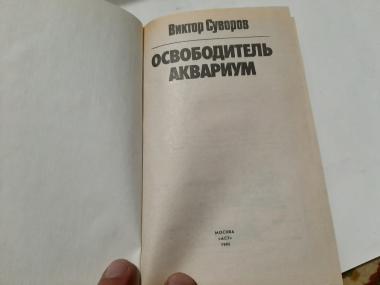 Виктор Суворов
ОСВОБОДИТЕЛЬ
АКВАРИУМ
МОСКВА
«АСТ»